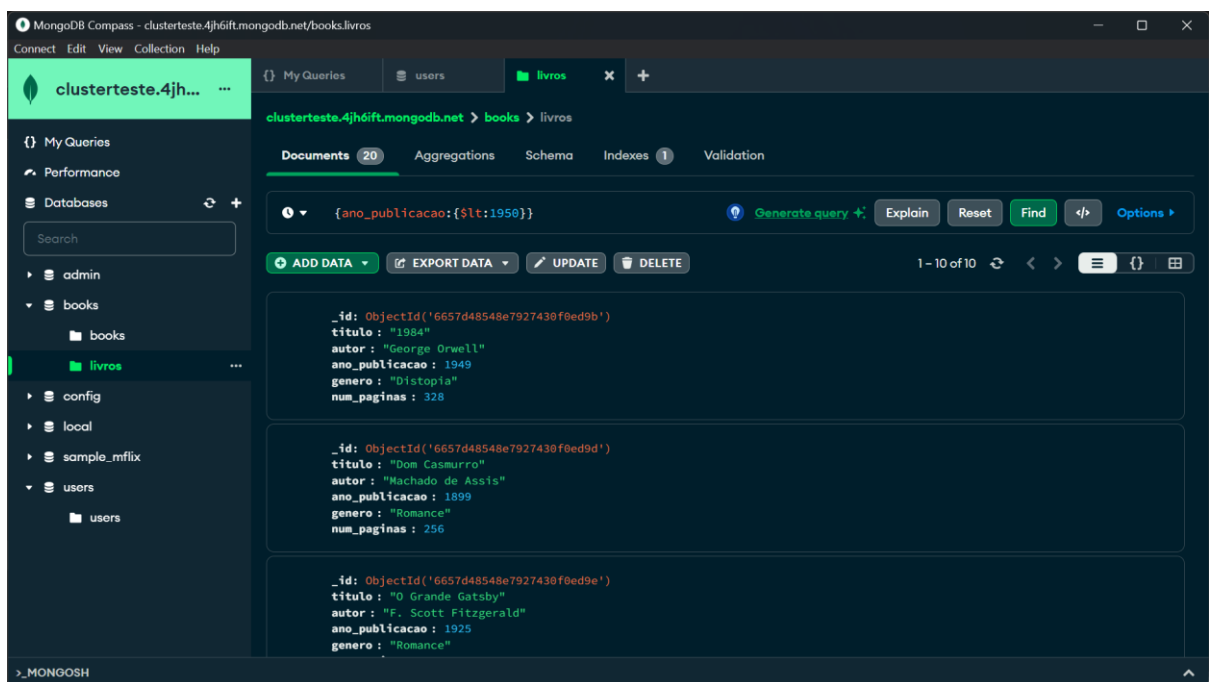 MongoDB Compass - clusterteste.4jh6ift.mongodb.net/books.livros
Connect Edit View Collection Help
clusterteste.4jh... ...
{} My Queries
Performance
Databases
Search
admin
books
books
livros ...
config
local
sample_mflix
users
users
{} My Queries users livros
clusterteste.4jh6ift.mongodb.net > books > livros
Documents 20 Aggregations Schema Indexes 1 Validation
{ano_publicacao:{$lt:1950}} Generate query Explain Reset Find </> Options
ADD DATA EXPORT DATA UPDATE DELETE 1 – 10 of 10 {}
_id: ObjectId('6657d48548e7927430f0ed9b')
titulo : "1984"
autor : "George Orwell"
ano_publicacao : 1949
genero : "Distopia"
num_paginas : 328
_id: ObjectId('6657d48548e7927430f0ed9d')
titulo : "Dom Casmurro"
autor : "Machado de Assis"
ano_publicacao : 1899
genero : "Romance"
num_paginas : 256
_id: ObjectId('6657d48548e7927430f0ed9e')
titulo : "O Grande Gatsby"
autor : "F. Scott Fitzgerald"
ano_publicacao : 1925
genero : "Romance"
>_MONGOSH